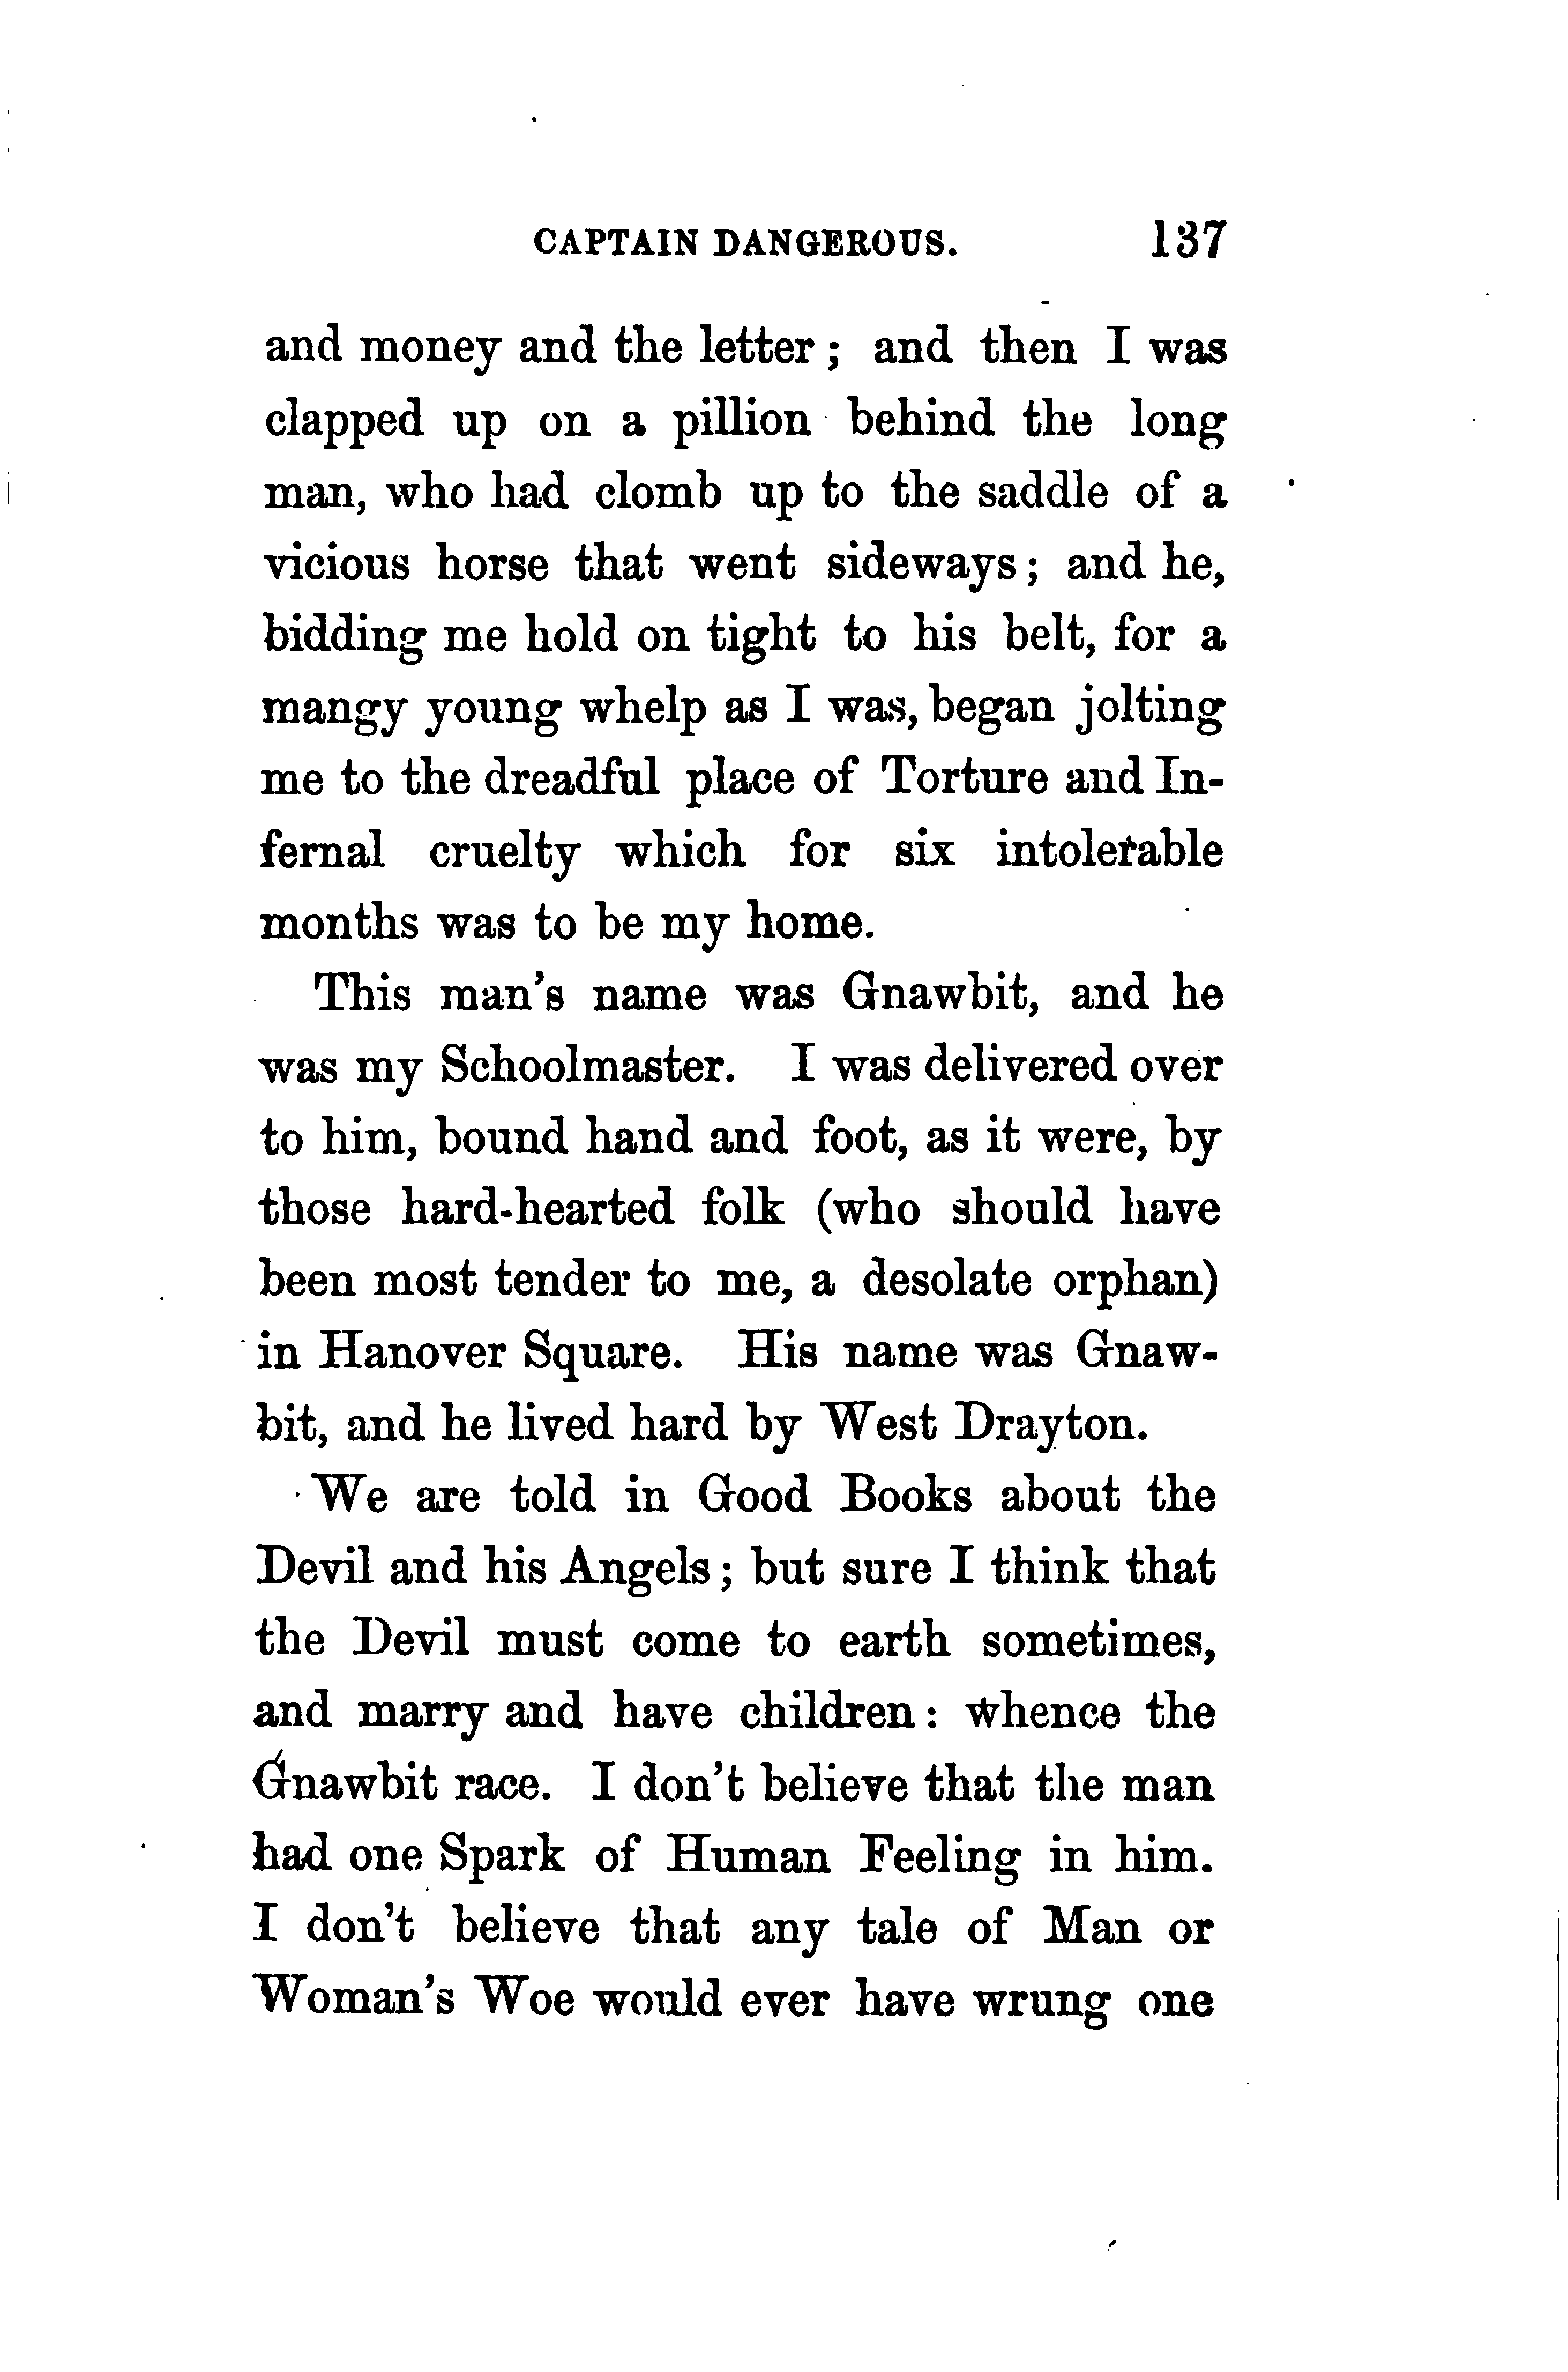 CAPTAIN DANGEROUS. 137
and money and the letter; and then I was
clapped up on a pillion behind the long
man, who had clomb up to the saddle of a
vicious horse that went sideways; and he,
bidding me hold on tight to his belt, for a
mangy young whelp as I was, began jolting
me to the dreadful place of Torture and In-
fernal cruelty which for six intolerable
months was to be my home.
This man's name was Gnawbit, and he
was my Schoolmaster. I was delivered over
to him, bound hand and foot, as it were, by
those hard-hearted folk (who should have
been most tender to me, a desolate orphan)
in Hanover Square. His name was Gnaw-
bit, and he lived hard by West Drayton.
We are told in Good Books about the
Devil and his Angels; but sure I think that
the Devil must come to earth sometimes,
and marry and have children: whence the
Gnawbit race. I don't believe that the man
had one Spark of Human Feeling in him.
I don't believe that any tale of Man or
Woman's Woe would ever have wrung one